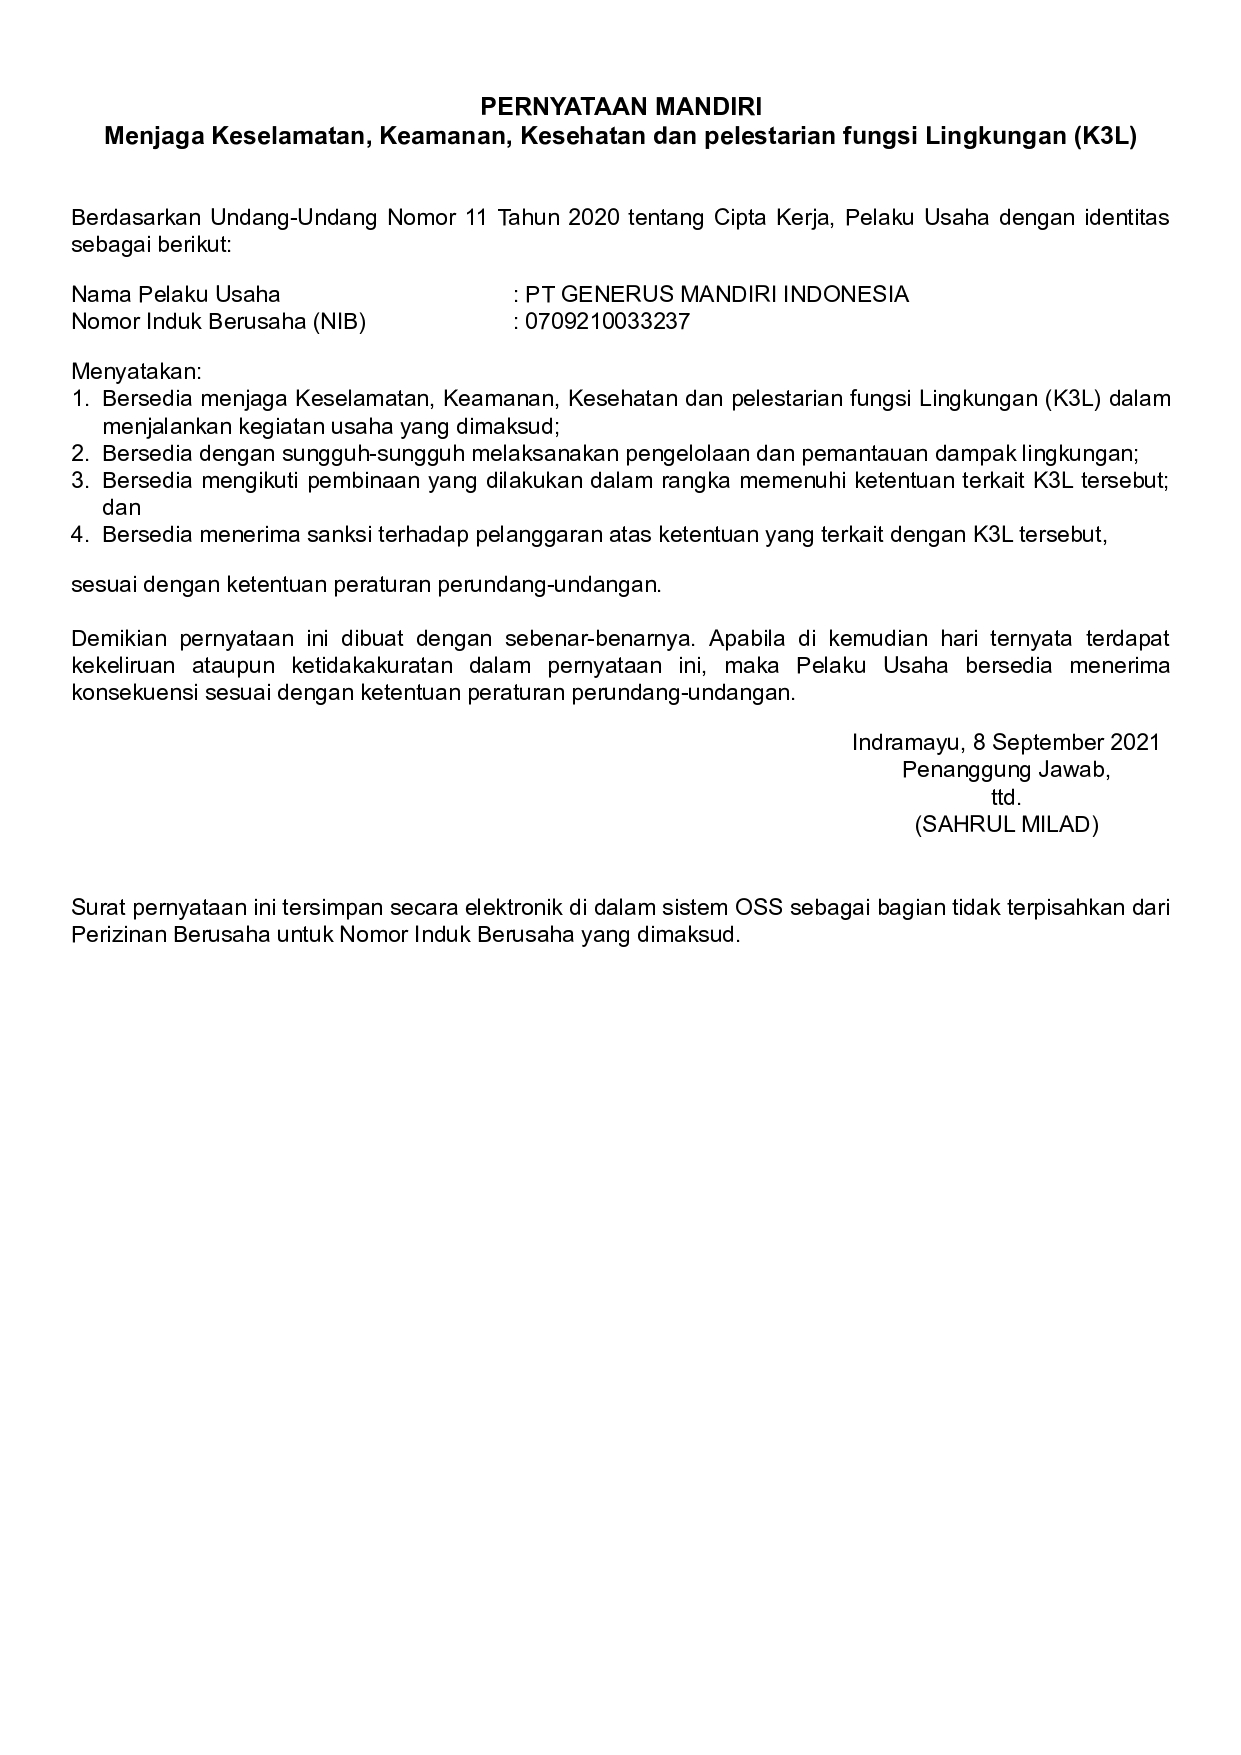 PERNYATAAN MANDIRI
Menjaga Keselamatan, Keamanan, Kesehatan dan pelestarian fungsi Lingkungan (K3L)
Berdasarkan Undang-Undang Nomor 11 Tahun 2020 tentang Cipta Kerja, Pelaku Usaha dengan identitas
sebagai berikut:
Nama Pelaku Usaha : PT GENERUS MANDIRI INDONESIA
Nomor Induk Berusaha (NIB) : 0709210033237
Menyatakan:
1. Bersedia menjaga Keselamatan, Keamanan, Kesehatan dan pelestarian fungsi Lingkungan (K3L) dalam
menjalankan kegiatan usaha yang dimaksud;
2. Bersedia dengan sungguh-sungguh melaksanakan pengelolaan dan pemantauan dampak lingkungan;
3. Bersedia mengikuti pembinaan yang dilakukan dalam rangka memenuhi ketentuan terkait K3L tersebut;
dan
4. Bersedia menerima sanksi terhadap pelanggaran atas ketentuan yang terkait dengan K3L tersebut,
sesuai dengan ketentuan peraturan perundang-undangan.
Demikian pernyataan ini dibuat dengan sebenar-benarnya. Apabila di kemudian hari ternyata terdapat
kekeliruan ataupun ketidakakuratan dalam pernyataan ini, maka Pelaku Usaha bersedia menerima
konsekuensi sesuai dengan ketentuan peraturan perundang-undangan.
Indramayu, 8 September 2021
Penanggung Jawab,
ttd.
(SAHRUL MILAD)
Surat pernyataan ini tersimpan secara elektronik di dalam sistem OSS sebagai bagian tidak terpisahkan dari
Perizinan Berusaha untuk Nomor Induk Berusaha yang dimaksud.